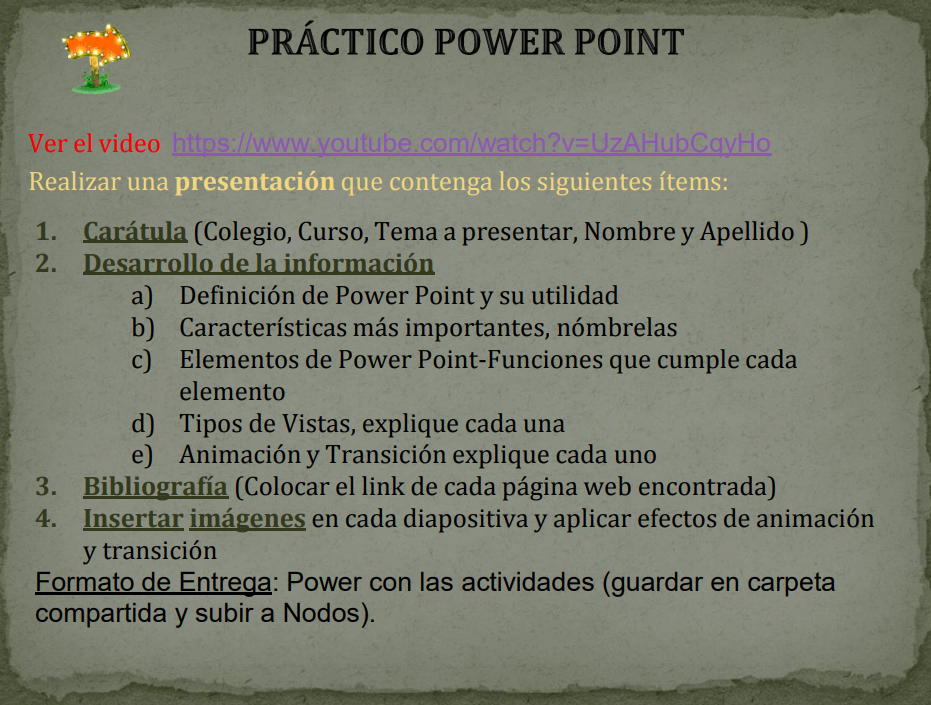 PRÁCTICO POWER POINT
Ver el video https://www.youtube.com/watch?v=UzAHubCqyHo
Realizar una presentación que contenga los siguientes ítems:
1. Carátula (Colegio, Curso, Tema a presentar, Nombre y Apellido )
2. Desarrollo de la información
a) Definición de Power Point y su utilidad
b) Características más importantes, nómbrelas
c) Elementos de Power Point-Funciones que cumple cada
elemento
d) Tipos de Vistas, explique cada una
e) Animación y Transición explique cada uno
3. Bibliografía (Colocar el link de cada página web encontrada)
4. Insertar imágenes en cada diapositiva y aplicar efectos de animación
y transición
Formato de Entrega: Power con las actividades (guardar en carpeta
compartida y subir a Nodos).